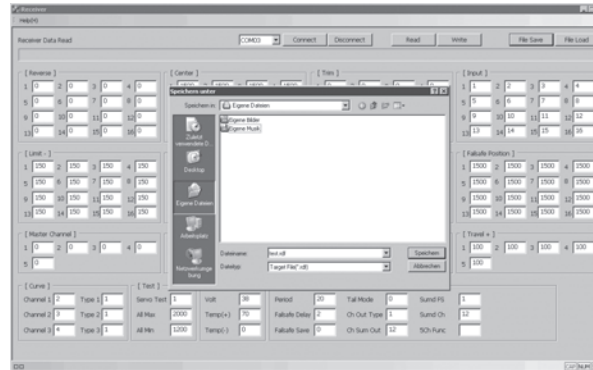 Receiver
Help(H)
Receiver Data Read COM03 Connect Disconnect Read Write File Save File Load
[ Reverse ] [ Center ] [ Trim ] [ Input ]
1 0 2 0 3 0 4 0 1 1 2 2 3 3 4 4
Speichern unter
5 0 6 0 7 0 8 0 5 5 6 6 7 7 8 8
Speichern in: Eigene Dateien
9 0 10 0 11 0 12 0 9 9 10 10 11 11 12 12
13 0 14 0 15 0 16 0 13 13 14 14 15 15 16 16
Eigene Bilder
Eigene Musik
Zuletzt verwendete D...
Desktop
Eigene Dateien
Arbeitsplatz
Netzwerkumgebung
[ Limit - ] [ Failsafe Position ]
1 150 2 150 3 150 4 150 1 1500 2 1500 3 1500 4 1500
5 150 6 150 7 150 8 150 5 1500 6 1500 7 1500 8 1500
9 150 10 150 11 150 12 150 9 1500 10 1500 11 1500 12 1500
13 150 14 150 15 150 16 150 13 1500 14 1500 15 1500 16 1500
[ Master Channel ] [ Travel + ]
1 0 2 0 3 0 4 0 1 100 2 100 3 100 4 100
5 0 5 100
Dateiname: Speichern
Dateityp: Target File(*.xdt) Abbrechen
[ Curve ] [ Test ]
Channel 1 2 Type 1 1 Servo Test 1 Volt 38 Period 20 Tail Mode 0 Sumd FS 1
Channel 2 3 Type 2 1 All Max 2000 Temp(+) 70 Failsafe Delay 2 Ch Out Type 1 Sumd Ch 12
Channel 3 4 Type 3 1 All Min 1200 Temp(-) 0 Failsafe Save 0 Ch Sum Out 12 SCh Func
CAP NUM